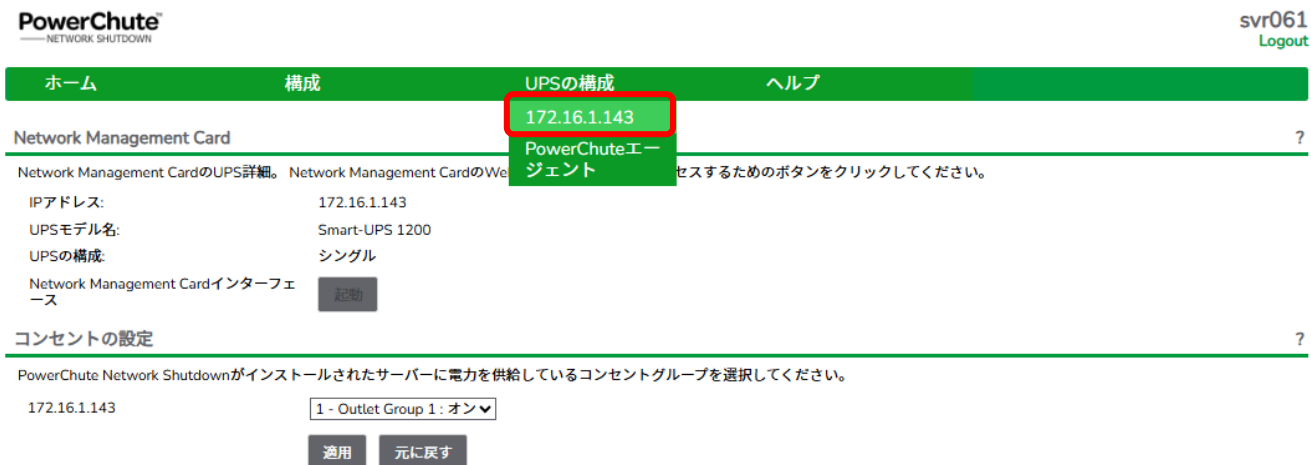 PowerChute™
NETWORK SHUTDOWN
svr061
Logout
ホーム 構成 UPSの構成 ヘルプ
172.16.1.143
PowerChuteエー
ジェント
Network Management Card ?
Network Management CardのUPS詳細。 Network Management CardのWe セスするためのボタンをクリックしてください。
IPアドレス: 172.16.1.143
UPSモデル名: Smart-UPS 1200
UPSの構成: シングル
Network Management Cardインターフェ
ース 起動
コンセントの設定 ?
PowerChute Network Shutdownがインストールされたサーバーに電力を供給しているコンセントグループを選択してください。
172.16.1.143 1 - Outlet Group 1 : オン
適用 元に戻す